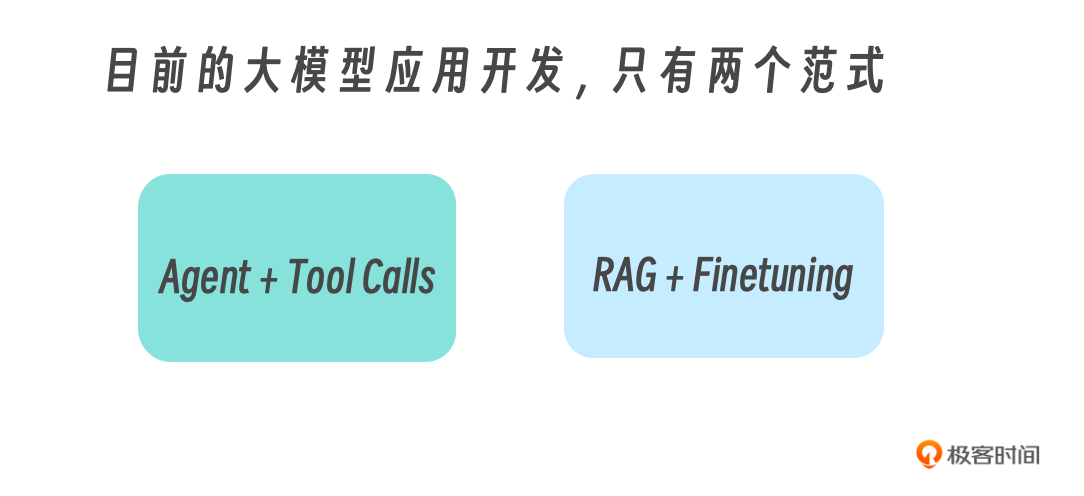 目前的大模型应用开发，只有两个范式
Agent + Tool Calls
RAG + Finetuning
极客时间